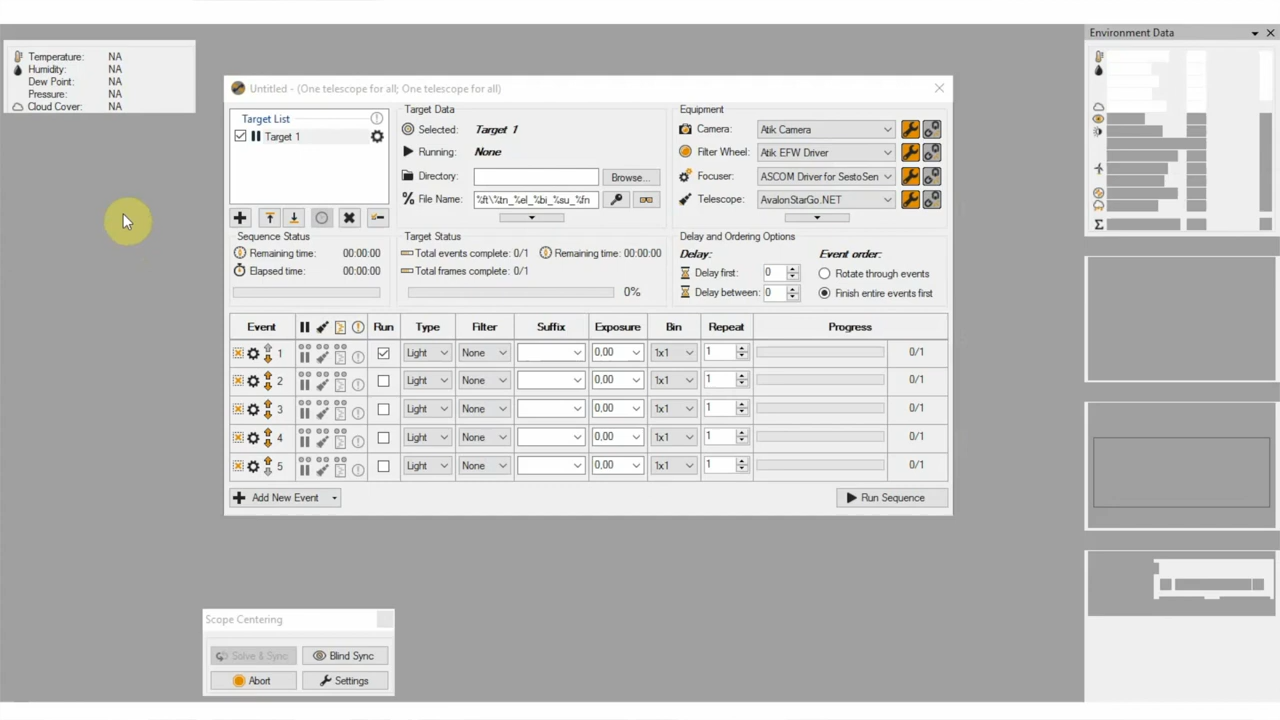 Environment Data
Temperature: NA
Humidity: NA
Dew Point: NA
Pressure: NA
Cloud Cover: NA
Untitled - (One telescope for all; One telescope for all)
Target List
Target 1
Target Data
Selected: Target 1
Running: None
Directory: Browse...
File Name: %ft\%tn_%el_%bi_%su_%fn
Equipment
Camera: Atik Camera
Filter Wheel: Atik EFW Driver
Focuser: ASCOM Driver for SestoSen
Telescope: AvalonStarGo.NET
Sequence Status
Remaining time: 00:00:00
Elapsed time: 00:00:00
Target Status
Total events complete: 0/1 Remaining time: 00:00:00
Total frames complete: 0/1
0%
Delay and Ordering Options
Delay: Event order:
Delay first: 0 Rotate through events
Delay between: 0 Finish entire events first
Event Run Type Filter Suffix Exposure Bin Repeat Progress
1 Light None 0.00 1x1 1 0/1
2 Light None 0.00 1x1 1 0/1
3 Light None 0.00 1x1 1 0/1
4 Light None 0.00 1x1 1 0/1
5 Light None 0.00 1x1 1 0/1
Add New Event Run Sequence
Scope Centering
Solve & Sync Blind Sync
Abort Settings